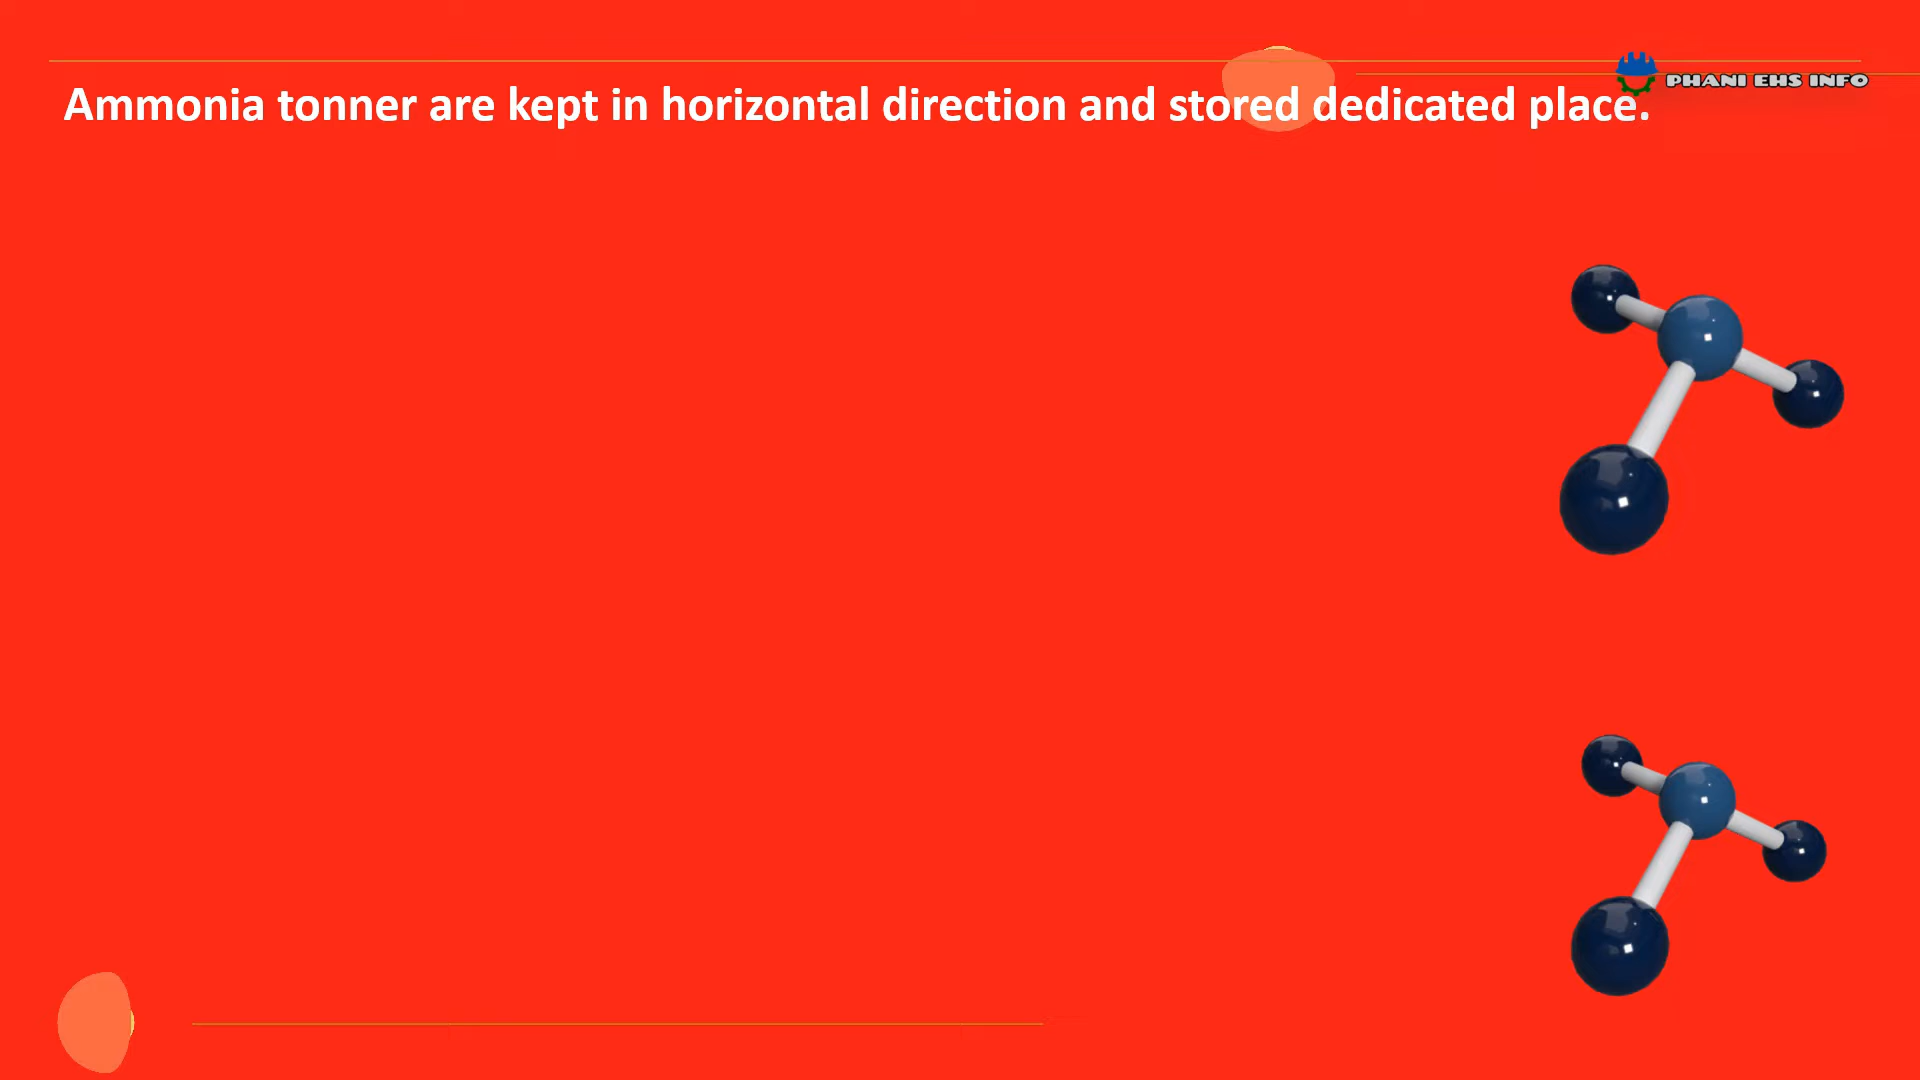 PHANI EHS INFO
Ammonia tonner are kept in horizontal direction and stored dedicated place.